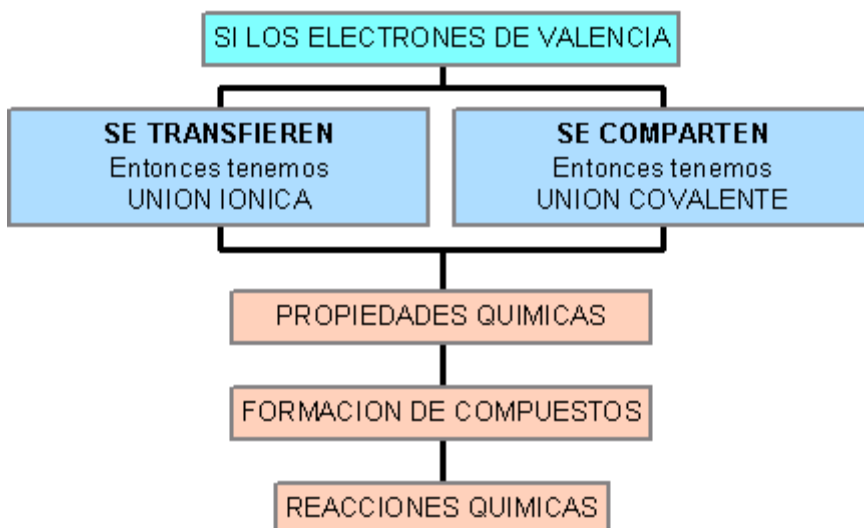 SI LOS ELECTRONES DE VALENCIA
SE TRANSFIEREN
Entonces tenemos
UNION IONICA
SE COMPARTEN
Entonces tenemos
UNION COVALENTE
PROPIEDADES QUIMICAS
FORMACION DE COMPUESTOS
REACCIONES QUIMICAS